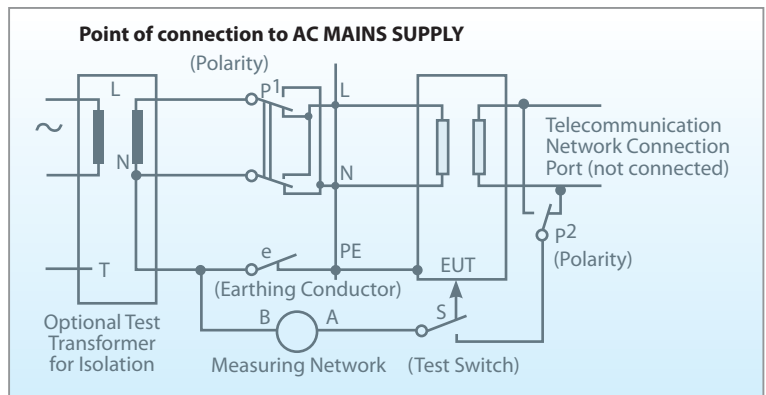 Point of connection to AC MAINS SUPPLY
(Polarity)
L
P1
L
Telecommunication
Network Connection
Port (not connected)
N
N
P2
(Polarity)
e
PE
T
EUT
(Earthing Conductor)
Optional Test
Transformer
for Isolation
B
A
S
Measuring Network
(Test Switch)